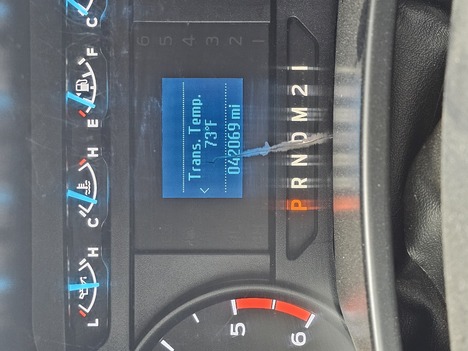 L H
C H
E F
C
6
5
4
3
2
1
Trans. Temp.
< 73°F
042069 mi
P R N D M 2 1
5
6